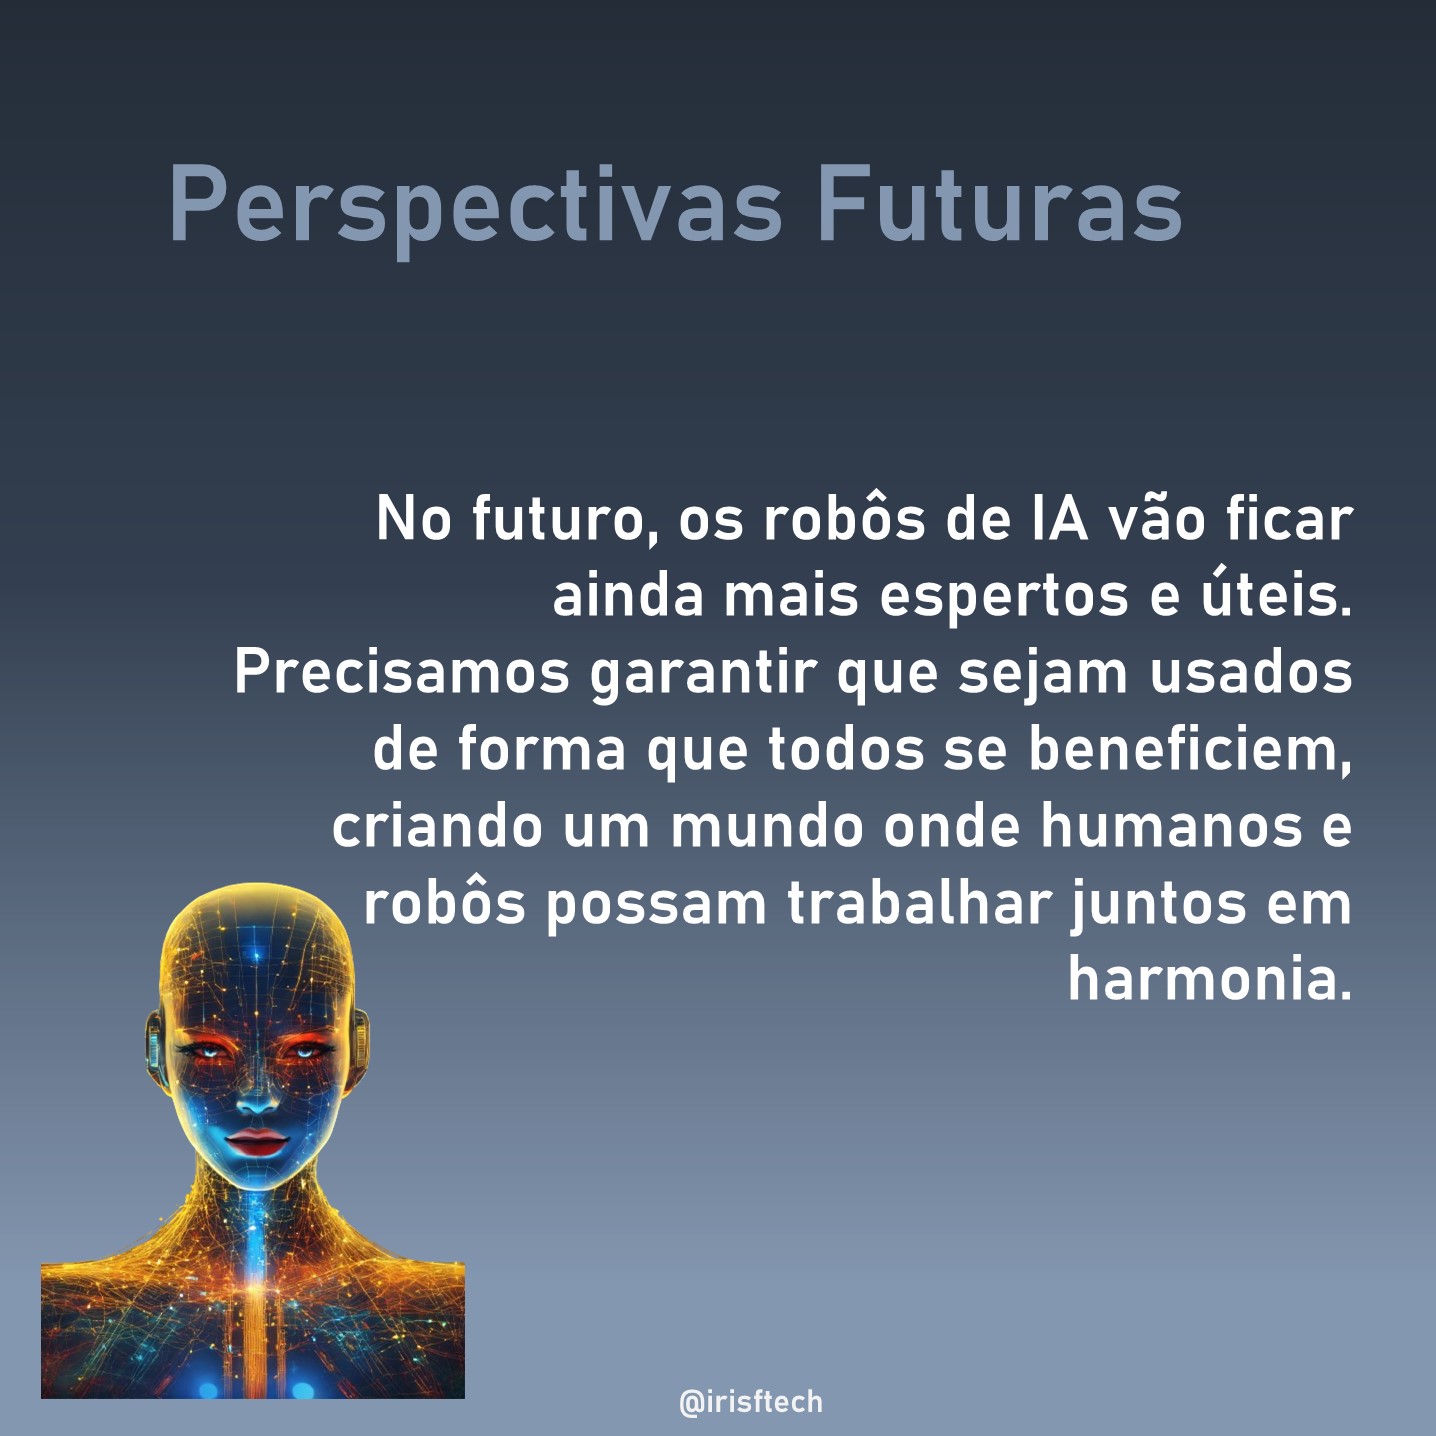 Perspectivas Futuras
No futuro, os robôs de IA vão ficar
ainda mais espertos e úteis.
Precisamos garantir que sejam usados
de forma que todos se beneficiem,
criando um mundo onde humanos e
robôs possam trabalhar juntos em
harmonia.
@irisftech